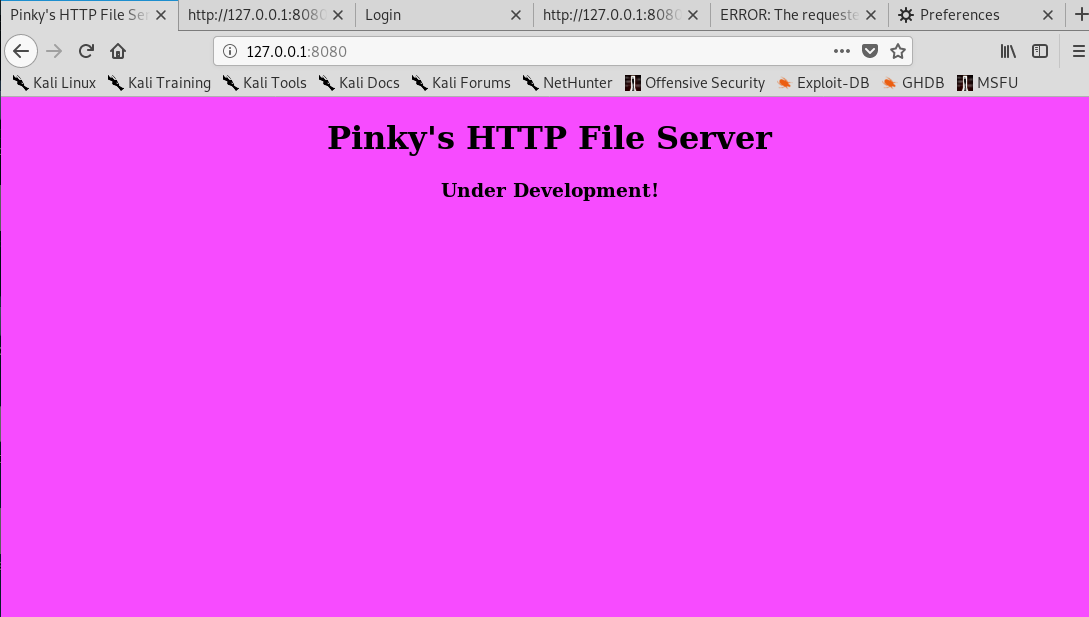 Pinky's HTTP File Ser http://127.0.0.1:8080 Login http://127.0.0.1:8080 ERROR: The requeste Preferences
127.0.0.1:8080
Kali Linux Kali Training Kali Tools Kali Docs Kali Forums NetHunter Offensive Security Exploit-DB GHDB MSFU
Pinky's HTTP File Server
Under Development!